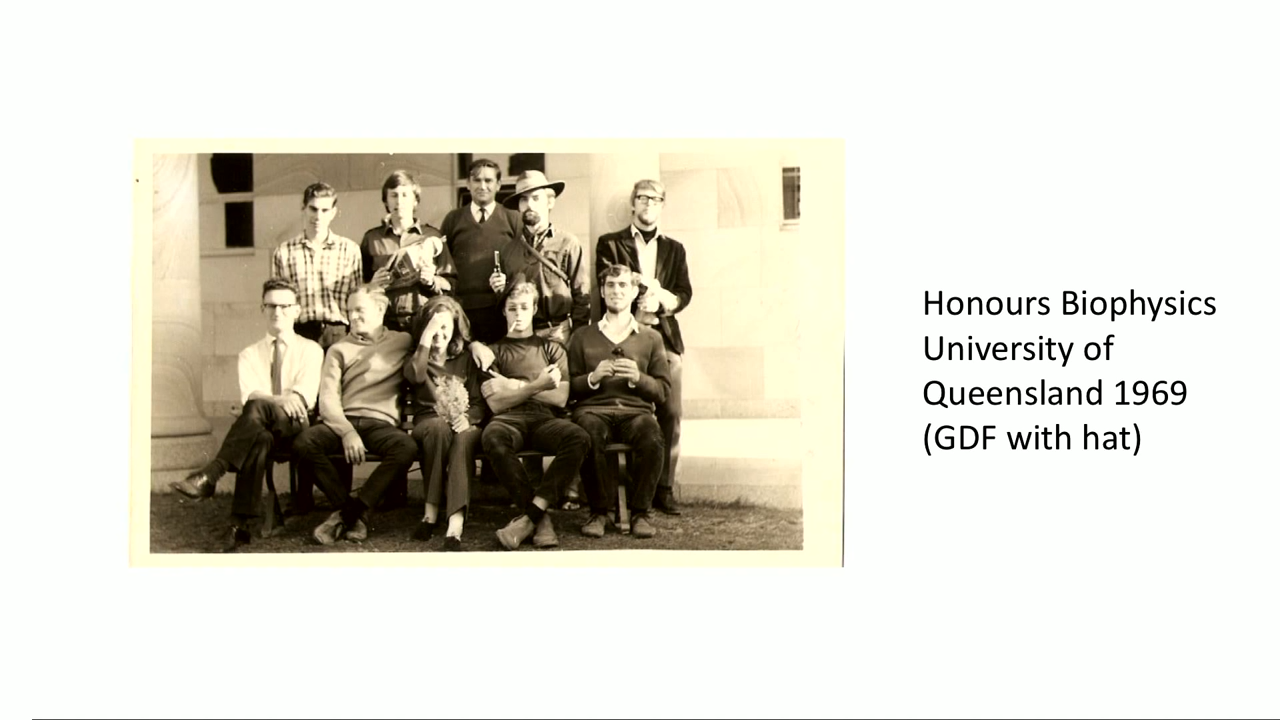 Honours Biophysics
University of
Queensland 1969
(GDF with hat)